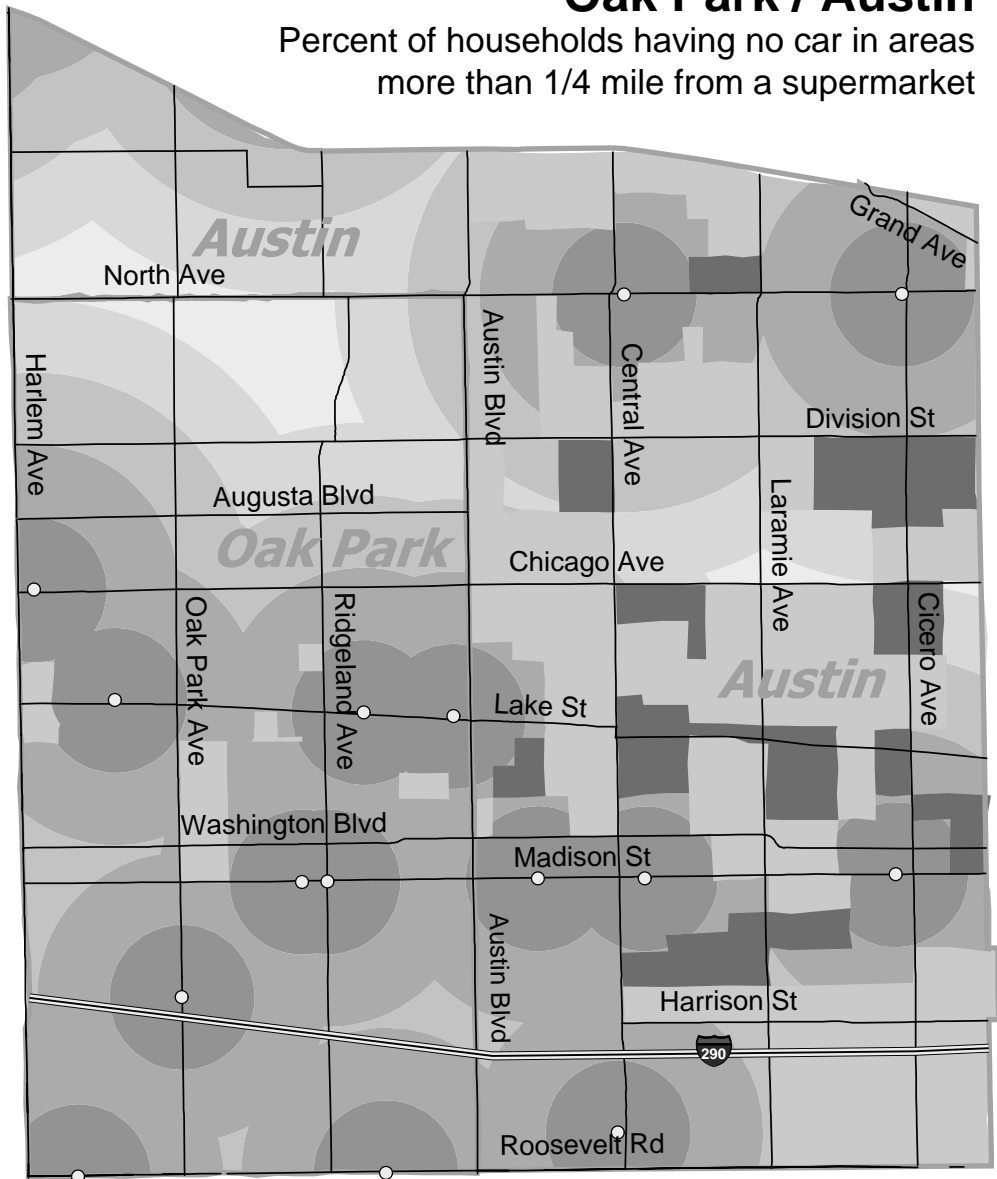 Oak Park / Austin
Percent of households having no car in areas
more than 1/4 mile from a supermarket
Grand Ave
Austin
North Ave
Harlem Ave
Austin Blvd
Central Ave
Division St
Augusta Blvd
Laramie Ave
Oak Park
Chicago Ave
Oak Park Ave
Ridgeland Ave
Cicero Ave
Austin
Lake St
Washington Blvd
Madison St
Austin Blvd
Harrison St
290
Roosevelt Rd